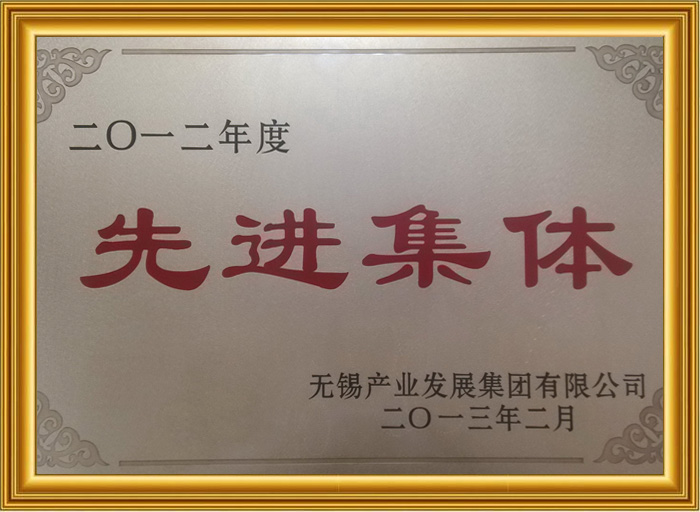 二〇一二年度
先进集体
无锡产业发展集团有限公司
二〇一三年二月